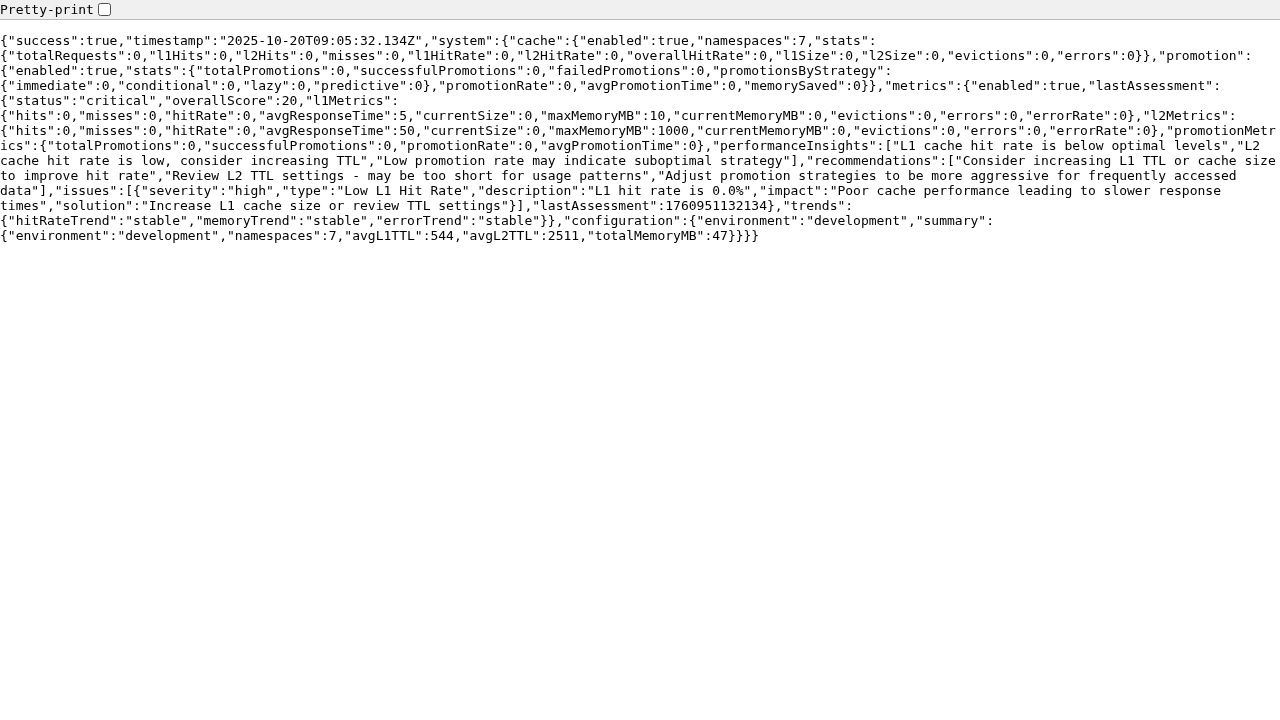 Pretty-print
{"success":true,"timestamp":"2025-10-20T09:05:32.134Z","system":{"cache":{"enabled":true,"namespaces":7,"stats":
{"totalRequests":0,"l1Hits":0,"l2Hits":0,"misses":0,"l1HitRate":0,"l2HitRate":0,"overallHitRate":0,"l1Size":0,"l2Size":0,"evictions":0,"errors":0}},"promotion":
{"enabled":true,"stats":{"totalPromotions":0,"successfulPromotions":0,"failedPromotions":0,"promotionsByStrategy":
{"immediate":0,"conditional":0,"lazy":0,"predictive":0},"promotionRate":0,"avgPromotionTime":0,"memorySaved":0}},"metrics":{"enabled":true,"lastAssessment":
{"status":"critical","overallScore":20,"l1Metrics":
{"hits":0,"misses":0,"hitRate":0,"avgResponseTime":5,"currentSize":0,"maxMemoryMB":10,"currentMemoryMB":0,"evictions":0,"errors":0,"errorRate":0},"l2Metrics":
{"hits":0,"misses":0,"hitRate":0,"avgResponseTime":50,"currentSize":0,"maxMemoryMB":1000,"currentMemoryMB":0,"evictions":0,"errors":0,"errorRate":0},"promotionMetr
ics":{"totalPromotions":0,"successfulPromotions":0,"promotionRate":0,"avgPromotionTime":0},"performanceInsights":["L1 cache hit rate is below optimal levels","L2
cache hit rate is low, consider increasing TTL","Low promotion rate may indicate suboptimal strategy"],"recommendations":["Consider increasing L1 TTL or cache size
to improve hit rate","Review L2 TTL settings - may be too short for usage patterns","Adjust promotion strategies to be more aggressive for frequently accessed
data"],"issues":[{"severity":"high","type":"Low L1 Hit Rate","description":"L1 hit rate is 0.0%","impact":"Poor cache performance leading to slower response
times","solution":"Increase L1 cache size or review TTL settings"}],"lastAssessment":1760951132134},"trends":
{"hitRateTrend":"stable","memoryTrend":"stable","errorTrend":"stable"}},"configuration":{"environment":"development","summary":
{"environment":"development","namespaces":7,"avgL1TTL":544,"avgL2TTL":2511,"totalMemoryMB":47}}}}